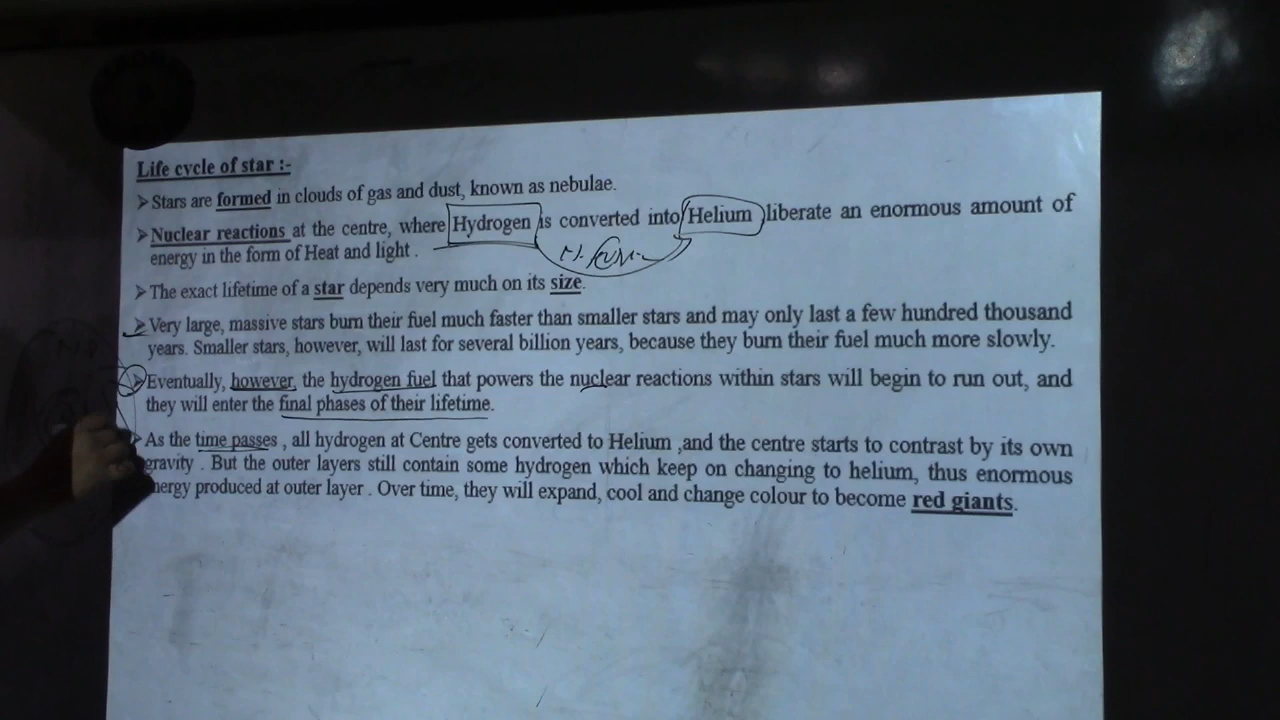 Life cycle of star :-
➢Stars are formed in clouds of gas and dust, known as nebulae.
➢Nuclear reactions at the centre, where Hydrogen is converted into Helium liberate an enormous amount of
energy in the form of Heat and light .
➢The exact lifetime of a star depends very much on its size.
➢Very large, massive stars burn their fuel much faster than smaller stars and may only last a few hundred thousand
years. Smaller stars, however, will last for several billion years, because they burn their fuel much more slowly.
➢Eventually, however, the hydrogen fuel that powers the nuclear reactions within stars will begin to run out, and
they will enter the final phases of their lifetime.
➢As the time passes , all hydrogen at Centre gets converted to Helium ,and the centre starts to contrast by its own
gravity . But the outer layers still contain some hydrogen which keep on changing to helium, thus enormous
energy produced at outer layer . Over time, they will expand, cool and change colour to become red giants.